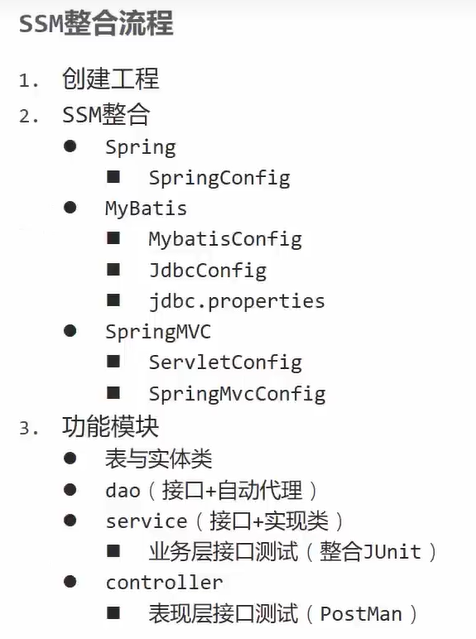 SSM整合流程
1. 创建工程
2. SSM整合
● Spring
■ SpringConfig
● MyBatis
■ MybatisConfig
■ JdbcConfig
■ jdbc.properties
● SpringMVC
■ ServletConfig
■ SpringMvcConfig
3. 功能模块
● 表与实体类
● dao（接口+自动代理）
● service（接口+实现类）
■ 业务层接口测试（整合JUnit）
● controller
■ 表现层接口测试（PostMan）